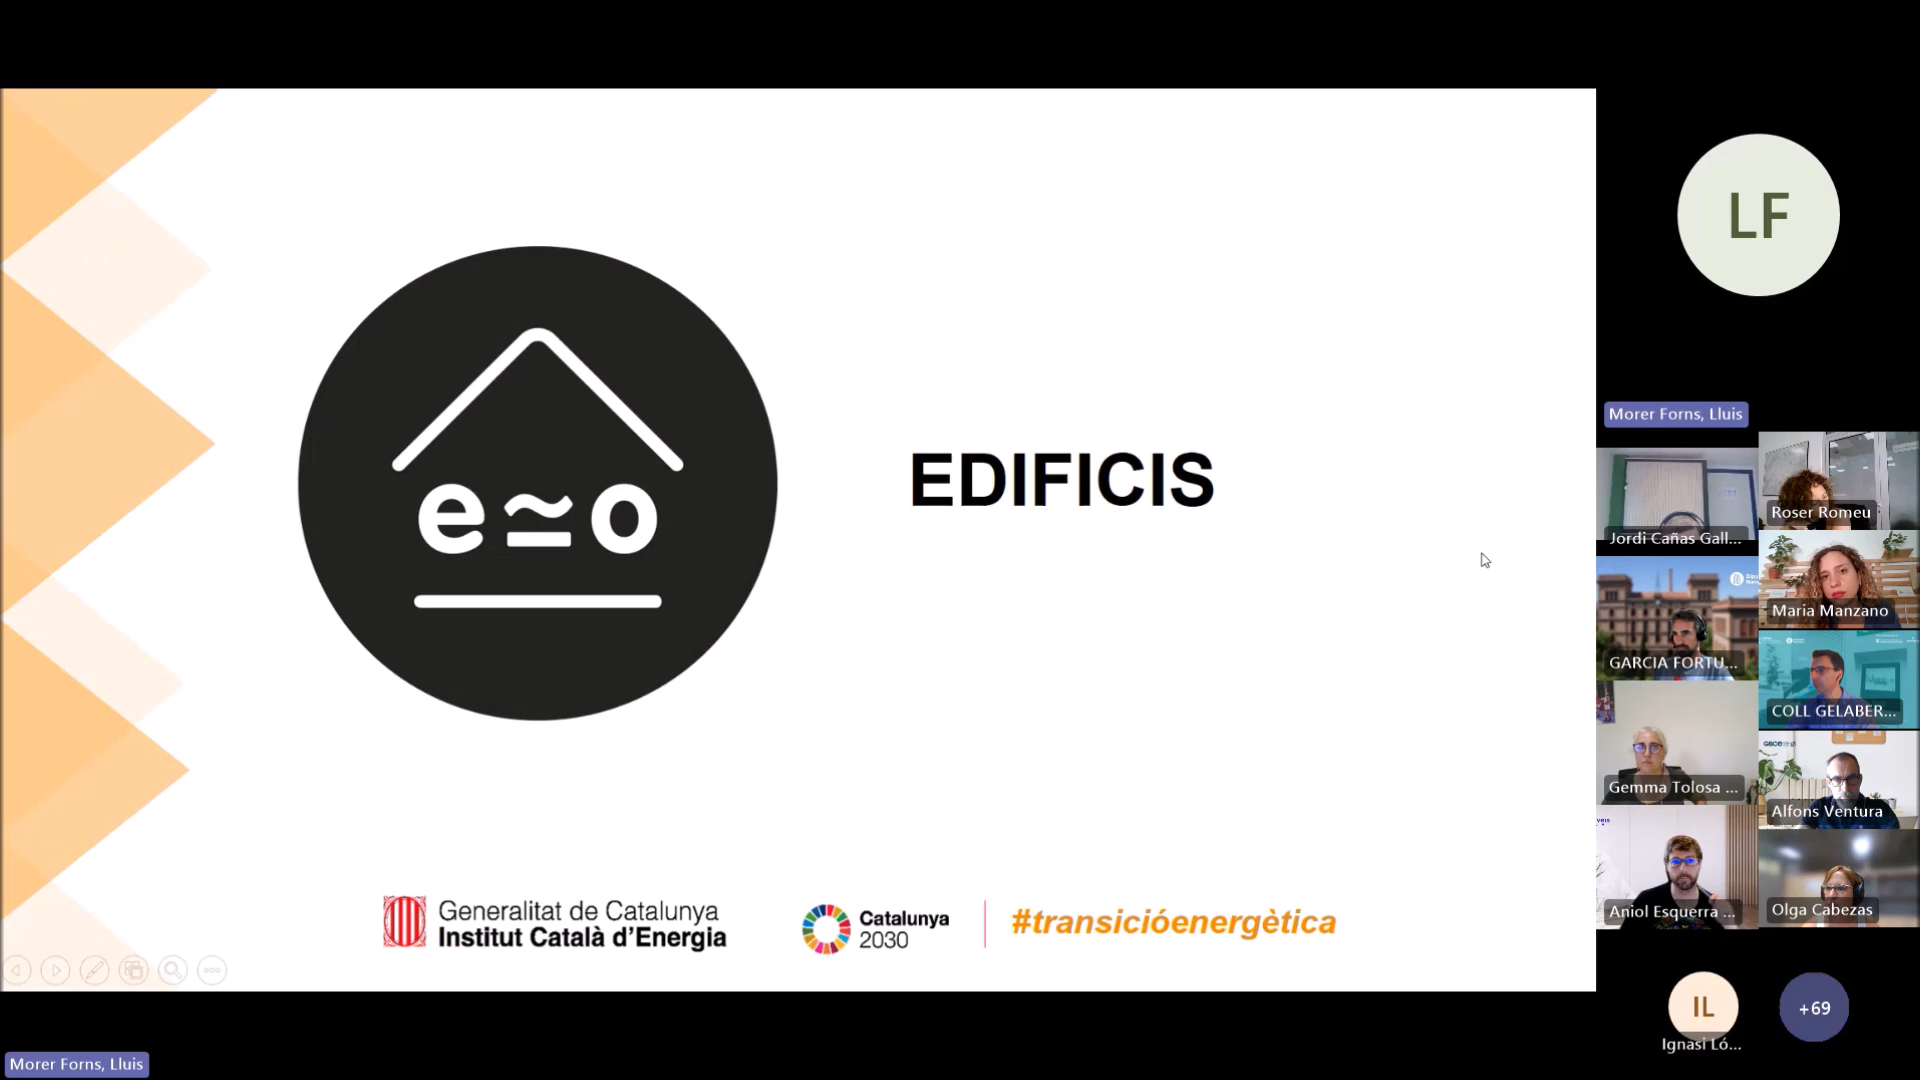 LF
Morer Forns, Lluis
e≃o
EDIFICIS
Jordi Cañas Gall...
Roser Romeu
GARCIA FORTU...
Maria Manzano
COLL GELABER...
Gemma Tolosa ...
GBCe
Alfons Ventura
Aniol Esquerra ...
Olga Cabezas
Generalitat de Catalunya
Institut Català d'Energia
Catalunya
2030
#transicióenergètica
IL
Ignasi Ló...
+69
Morer Forns, Lluis